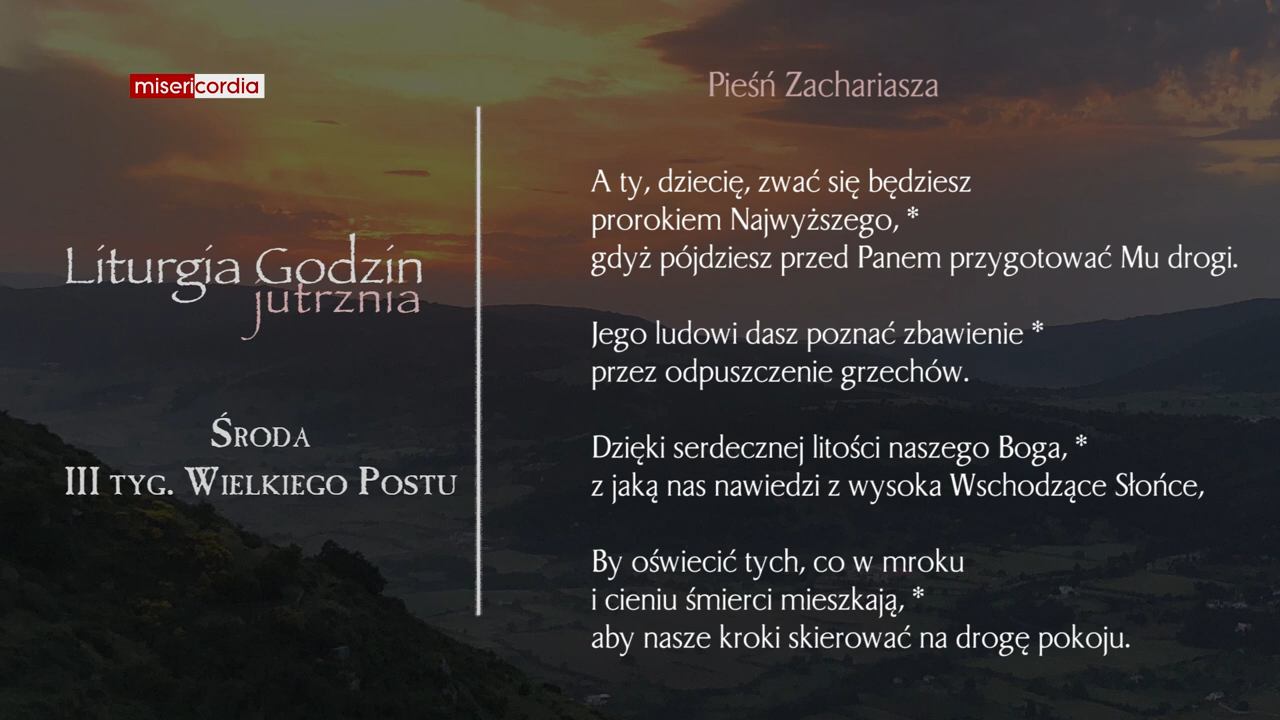 misericordia
Liturgia Godzin
jutrznia
Środa
III tyg. Wielkiego Postu
Pieśń Zachariasza
A ty, dziecię, zwać się będziesz
prorokiem Najwyższego, *
gdyż pójdziesz przed Panem przygotować Mu drogi.
Jego ludowi dasz poznać zbawienie *
przez odpuszczenie grzechów.
Dzięki serdecznej litości naszego Boga, *
z jaką nas nawiedzi z wysoka Wschodzące Słońce,
By oświecić tych, co w mroku
i cieniu śmierci mieszkają, *
aby nasze kroki skierować na drogę pokoju.